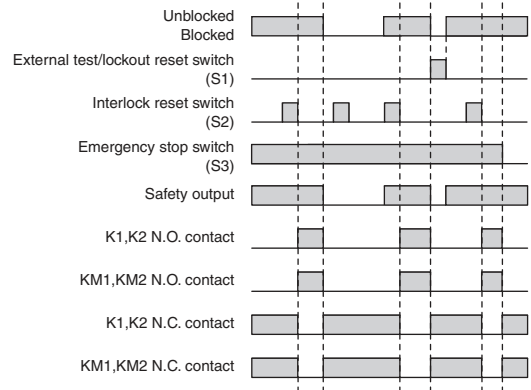 Unblocked
Blocked
External test/lockout reset switch
(S1)
Interlock reset switch
(S2)
Emergency stop switch
(S3)
Safety output
K1,K2 N.O. contact
KM1,KM2 N.O. contact
K1,K2 N.C. contact
KM1,KM2 N.C. contact